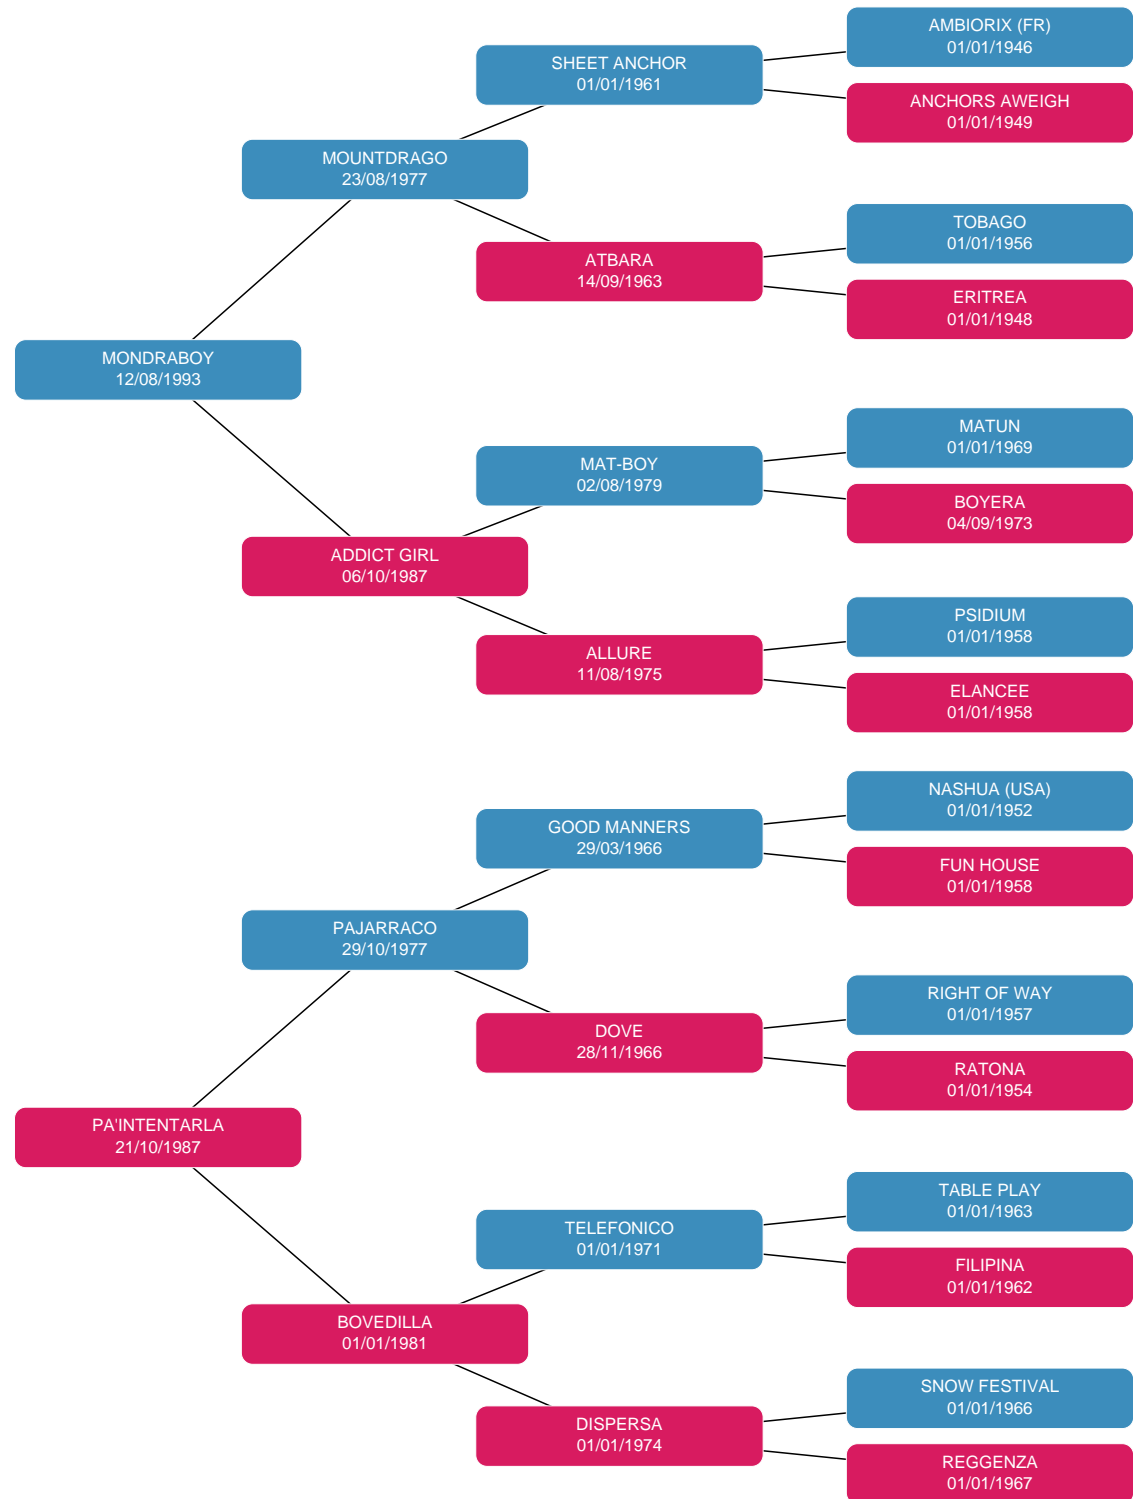 AMBIORIX (FR)
01/01/1946
SHEET ANCHOR
01/01/1961
ANCHORS AWEIGH
01/01/1949
MOUNTDRAGO
23/08/1977
TOBAGO
01/01/1956
ATBARA
14/09/1963
ERITREA
01/01/1948
MONDRABOY
12/08/1993
MATUN
01/01/1969
MAT-BOY
02/08/1979
BOYERA
04/09/1973
ADDICT GIRL
06/10/1987
PSIDIUM
01/01/1958
ALLURE
11/08/1975
ELANCEE
01/01/1958
NASHUA (USA)
01/01/1952
GOOD MANNERS
29/03/1966
FUN HOUSE
01/01/1958
PAJARRACO
29/10/1977
RIGHT OF WAY
01/01/1957
DOVE
28/11/1966
RATONA
01/01/1954
PA'INTENTARLA
21/10/1987
TABLE PLAY
01/01/1963
TELEFONICO
01/01/1971
FILIPINA
01/01/1962
BOVEDILLA
01/01/1981
SNOW FESTIVAL
01/01/1966
DISPERSA
01/01/1974
REGGENZA
01/01/1967